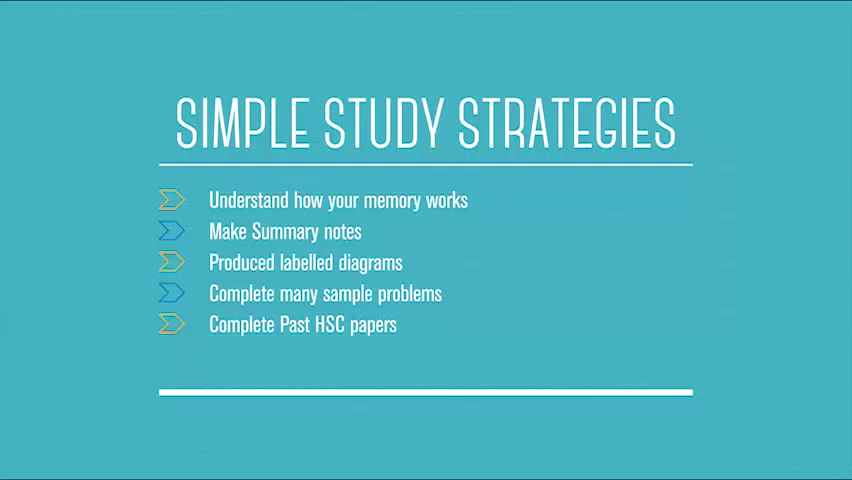 SIMPLE STUDY STRATEGIES
Understand how your memory works
Make Summary notes
Produced labelled diagrams
Complete many sample problems
Complete Past HSC papers